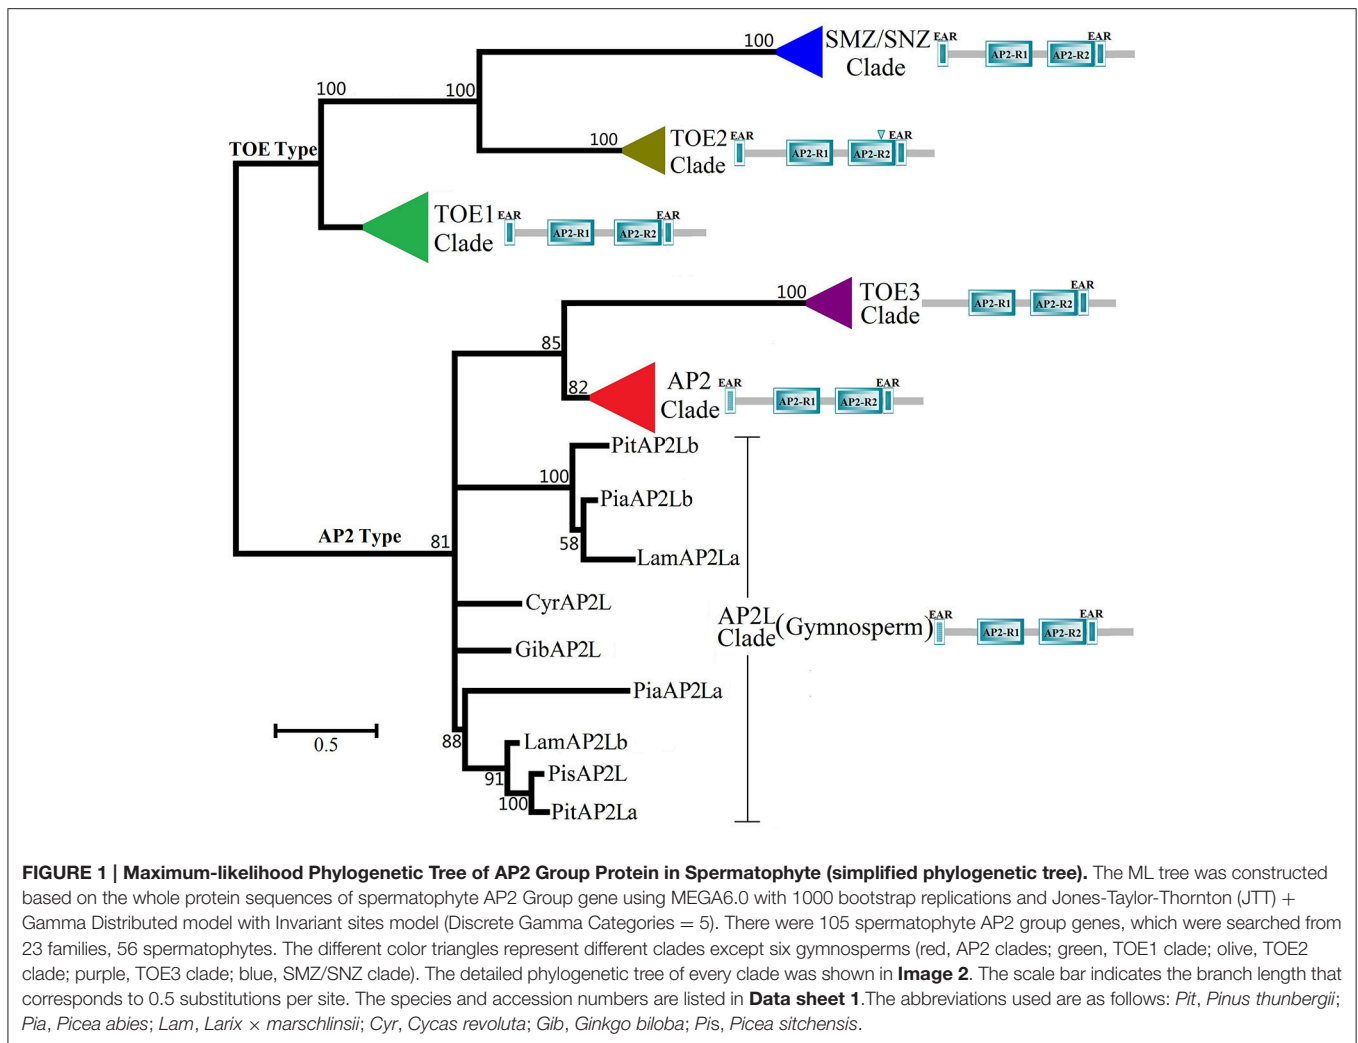 100
SMZ/SNZ
Clade
EAR
AP2-R1
AP2-R2
EAR
100
100
100
TOE2
Clade
EAR
AP2-R1
AP2-R2
EAR
TOE Type
TOE1
Clade
EAR
AP2-R1
AP2-R2
EAR
100
TOE3
Clade
AP2-R1
AP2-R2
EAR
85
82
AP2
Clade
EAR
AP2-R1
AP2-R2
EAR
PitAP2Lb
100
PiaAP2Lb
58
LamAP2La
AP2 Type
81
CyrAP2L
GibAP2L
AP2L
Clade
(Gymnosperm)
EAR
AP2-R1
AP2-R2
EAR
PiaAP2La
88
LamAP2Lb
91
PisAP2L
100
PitAP2La
0.5
FIGURE 1 | Maximum-likelihood Phylogenetic Tree of AP2 Group Protein in Spermatophyte (simplified phylogenetic tree). The ML tree was constructed
based on the whole protein sequences of spermatophyte AP2 Group gene using MEGA6.0 with 1000 bootstrap replications and Jones-Taylor-Thornton (JTT) +
Gamma Distributed model with Invariant sites model (Discrete Gamma Categories = 5). There were 105 spermatophyte AP2 group genes, which were searched from
23 families, 56 spermatophytes. The different color triangles represent different clades except six gymnosperms (red, AP2 clades; green, TOE1 clade; olive, TOE2
clade; purple, TOE3 clade; blue, SMZ/SNZ clade). The detailed phylogenetic tree of every clade was shown in Image 2. The scale bar indicates the branch length that
corresponds to 0.5 substitutions per site. The species and accession numbers are listed in Data sheet 1.The abbreviations used are as follows: Pit, Pinus thunbergii;
Pia, Picea abies; Lam, Larix × marschlinsii; Cyr, Cycas revoluta; Gib, Ginkgo biloba; Pis, Picea sitchensis.